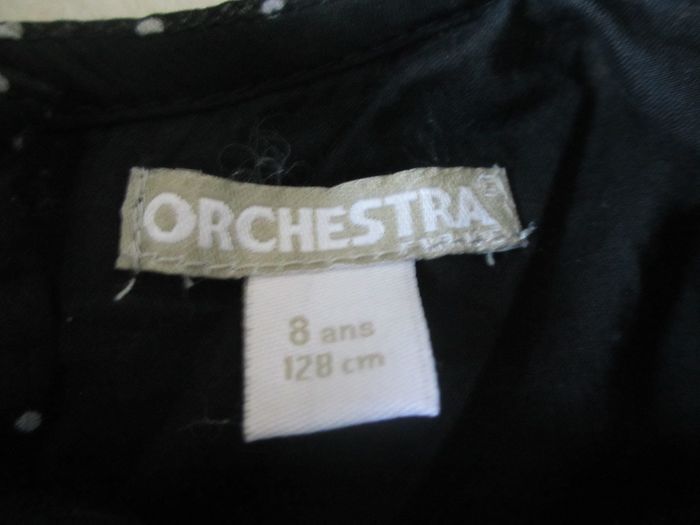 ORCHESTRA
8 ans
128 cm